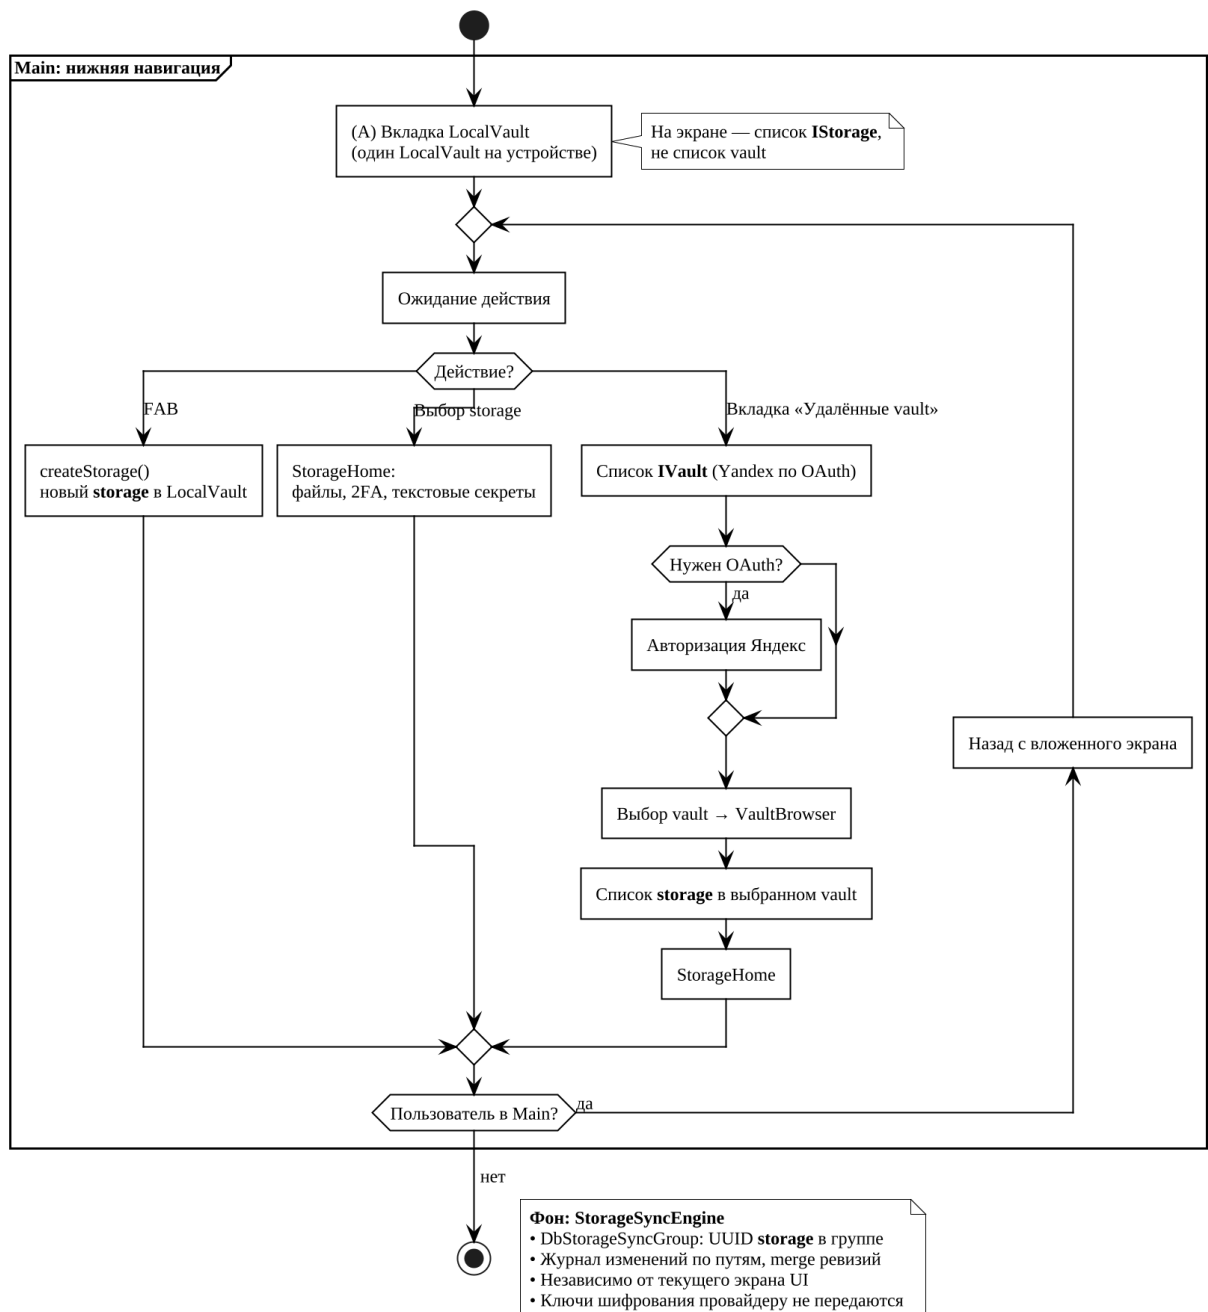 Main: нижняя навигация
(A) Вкладка LocalVault
(один LocalVault на устройстве)
На экране — список IStorage,
не список vault
Ожидание действия
Действие?
FAB
Выбор storage
Вкладка «Удалённые vault»
createStorage()
новый storage в LocalVault
StorageHome:
файлы, 2FA, текстовые секреты
Список IVault (Yandex по OAuth)
Нужен OAuth?
да
Авторизация Яндекс
Назад с вложенного экрана
Выбор vault → VaultBrowser
Список storage в выбранном vault
StorageHome
Пользователь в Main?
да
нет
Фон: StorageSyncEngine
• DbStorageSyncGroup: UUID storage в группе
• Журнал изменений по путям, merge ревизий
• Независимо от текущего экрана UI
• Ключи шифрования провайдеру не передаются